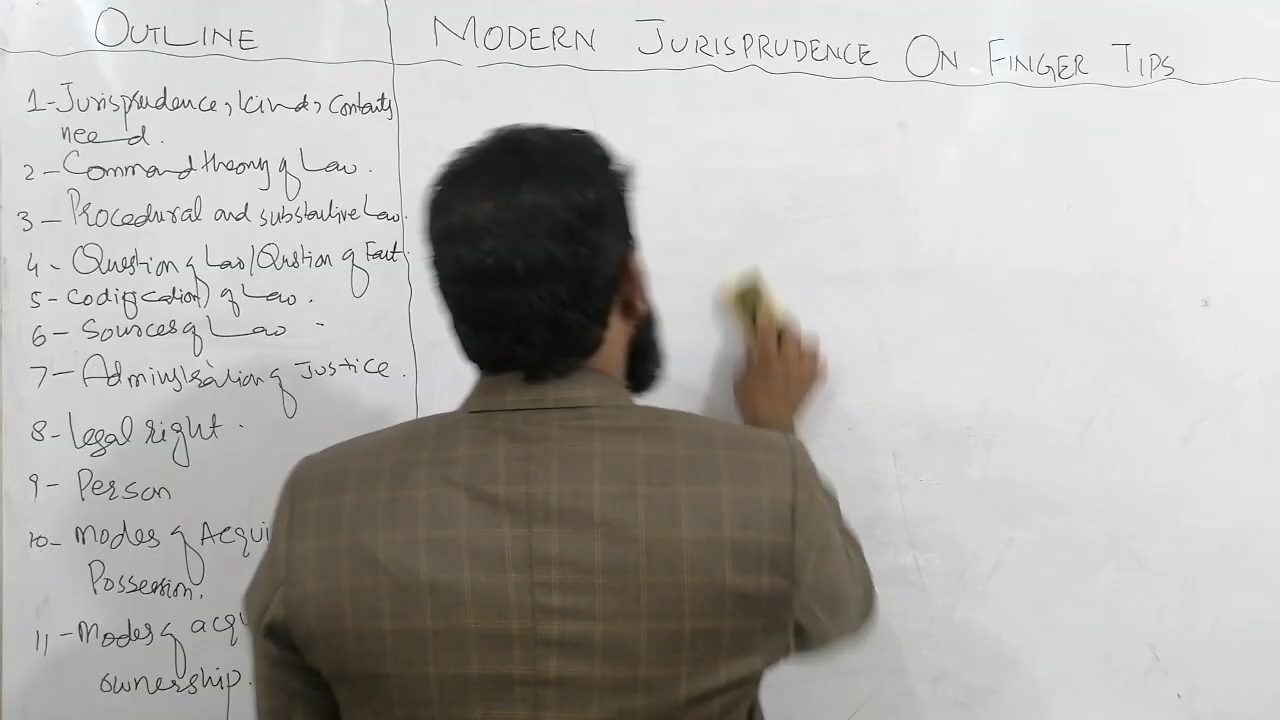 OUTLINE
MODERN JURISPRUDENCE ON FINGER TIPS
1-Jurisprudence, kinds, contents
need.
2-Command theory of Law.
3-Procedural and substantive Law.
4-Question of Law/Question of Fact.
5-codification of Law.
6-Sources of Law
7-Administration of Justice.
8-Legal right.
9-Person
10-Modes of Acqui
Possession.
11-Modes of acqu
ownership.